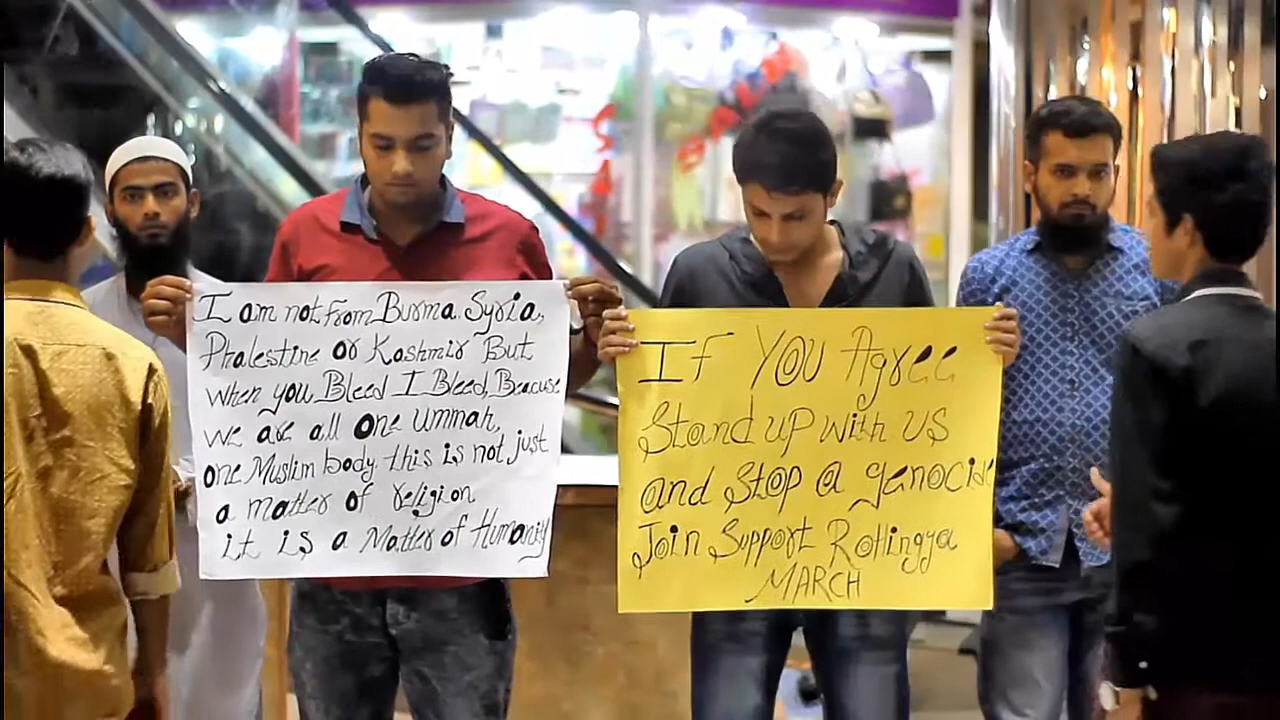 I am not from Burma. Syria,
Phalestine or Kashmir But
when you Bleed I Bleed, Beacuse
we are all One Ummah,
one Muslim body, this is not just
a matter of religion
it is a Matter of Humanity
If YOU Agree
Stand up with us
and Stop a genocide
Join Support Rohingya
MARCH